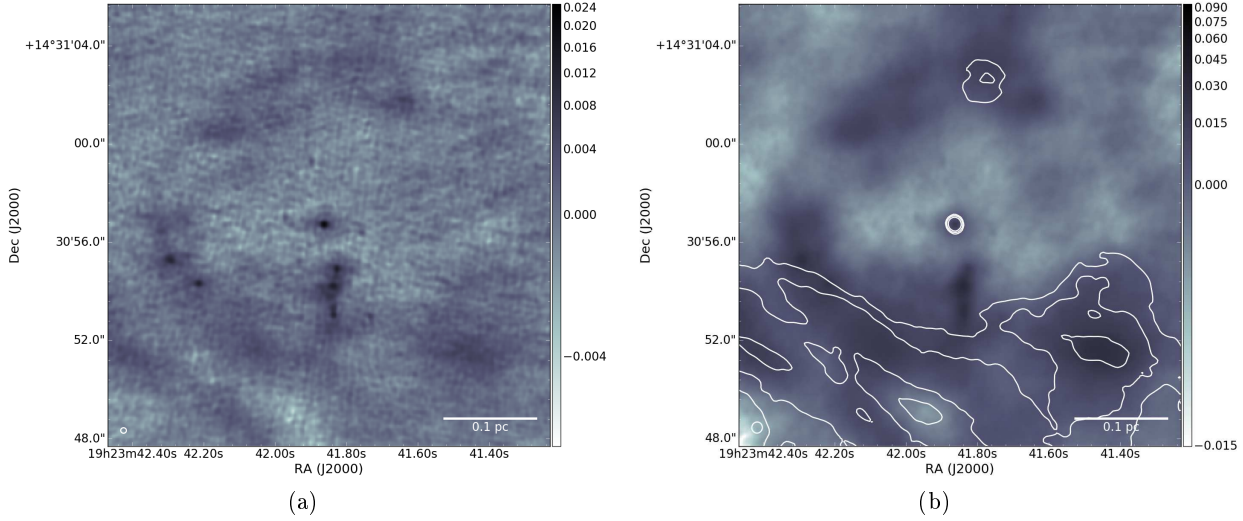 +14°31'04.0"
00.0"
30'56.0"
52.0"
48.0"
Dec (J2000)
19h23m42.40s 42.20s 42.00s 41.80s 41.60s 41.40s
RA (J2000)
0.1 pc
0.024
0.020
0.016
0.012
0.008
0.004
0.000
−0.004
(a)
+14°31'04.0"
00.0"
30'56.0"
52.0"
48.0"
Dec (J2000)
19h23m42.40s 42.20s 42.00s 41.80s 41.60s 41.40s
RA (J2000)
0.1 pc
0.090
0.075
0.060
0.045
0.030
0.015
0.000
−0.015
(b)